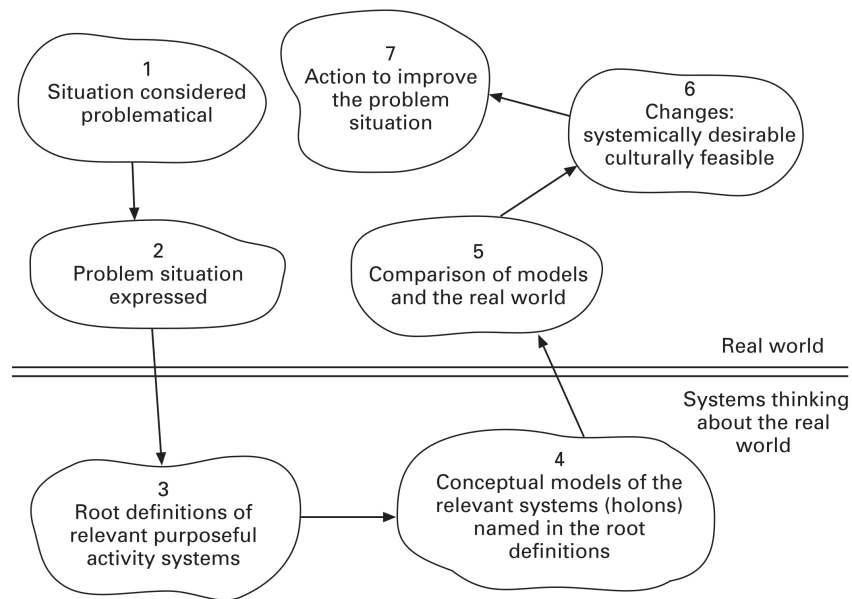 1
Situation considered
problematical
2
Problem situation
expressed
3
Root definitions of
relevant purposeful
activity systems
4
Conceptual models of the
relevant systems (holons)
named in the root
definitions
5
Comparison of models
and the real world
6
Changes:
systemically desirable
culturally feasible
7
Action to improve
the problem
situation
Real world
Systems thinking
about the real
world